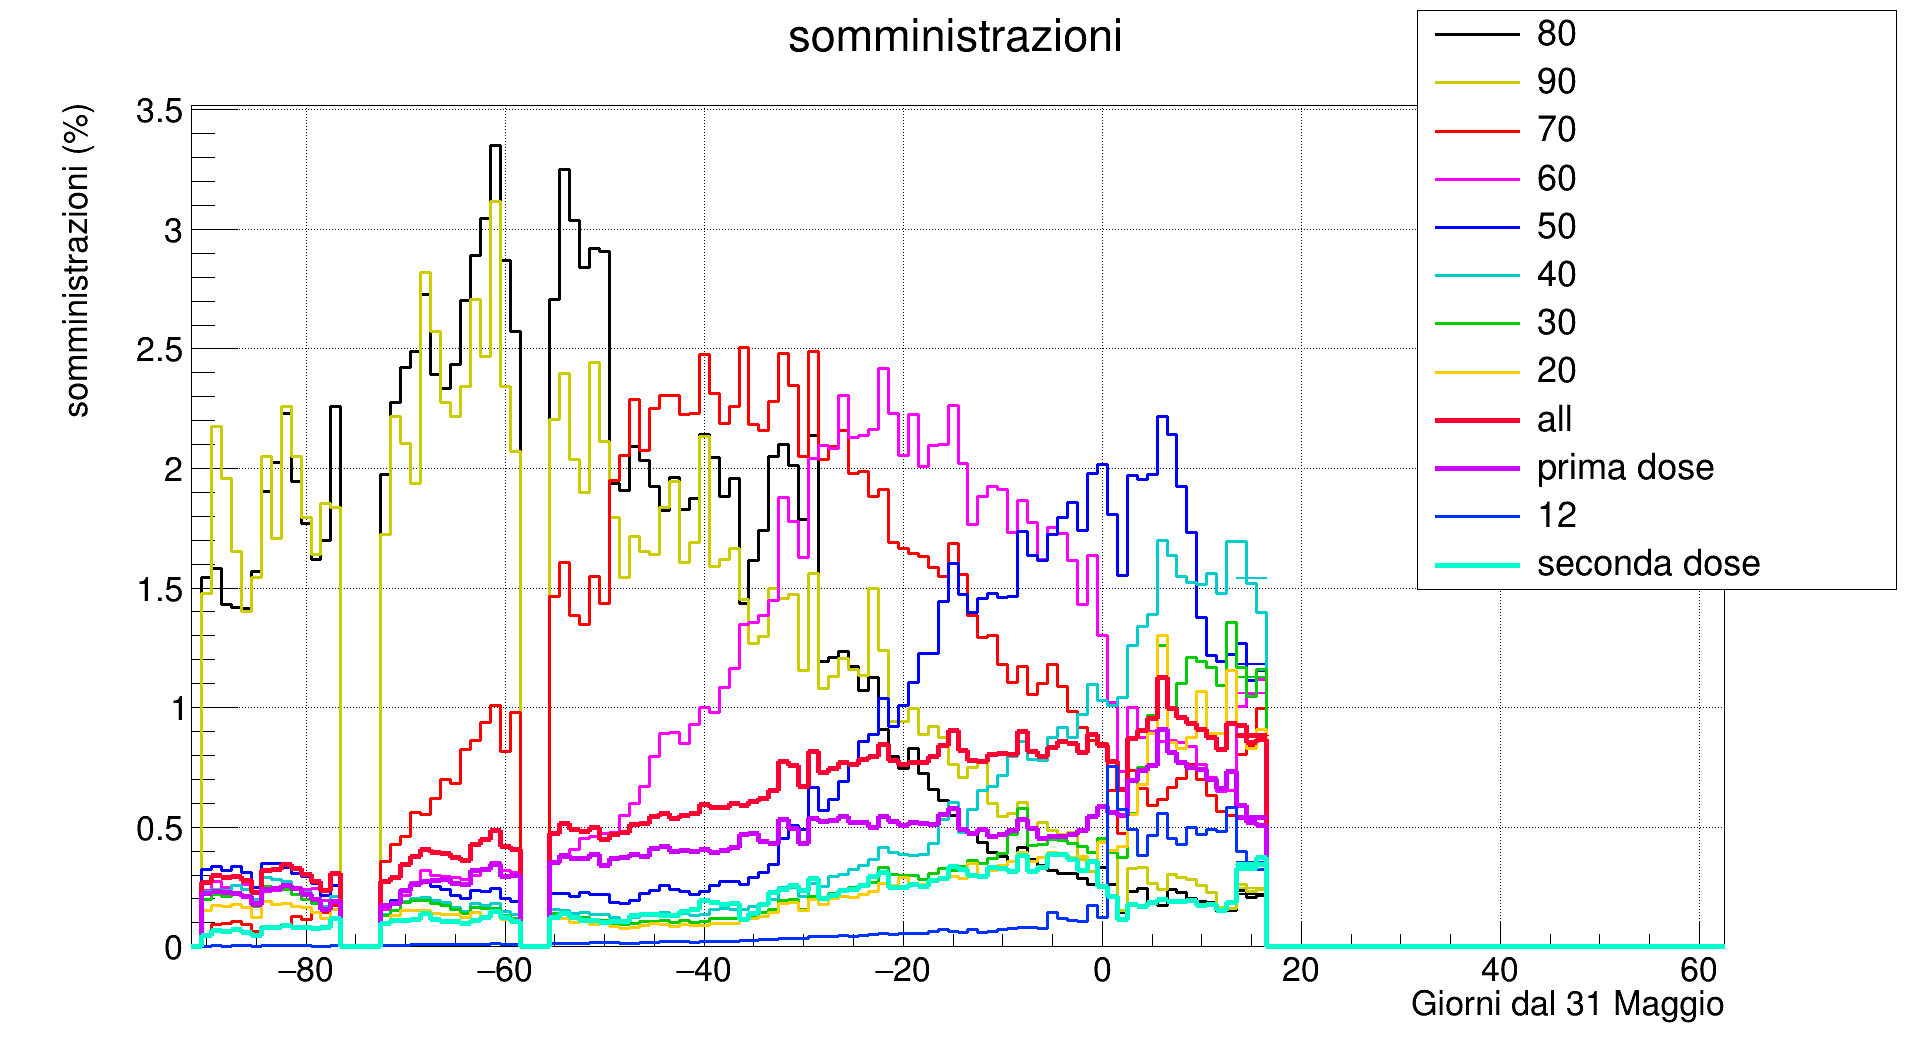 somministrazioni
80
90
70
60
50
40
30
20
all
prima dose
12
seconda dose
somministrazioni (%)
3.5
3
2.5
2
1.5
1
0.5
0
−80 −60 −40 −20 0 20 40 60
Giorni dal 31 Maggio